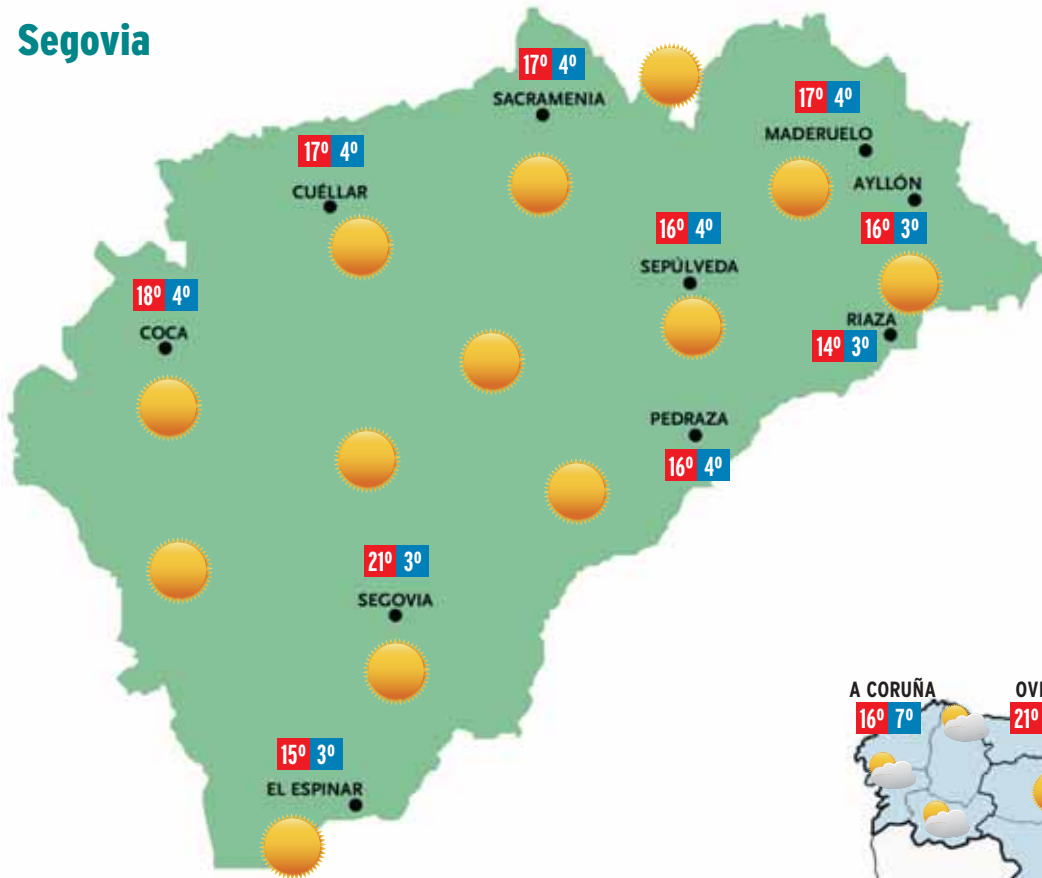 Segovia
17º 4º
SACRAMENIA
17º 4º
MADERUELO
17º 4º
CUÉLLAR
AYLLÓN
16º 3º
16º 4º
SEPÚLVEDA
18º 4º
COCA
RIAZA
14º 3º
PEDRAZA
16º 4º
21º 3º
SEGOVIA
15º 3º
EL ESPINAR
A CORUÑA
16º 7º
OVI
21º